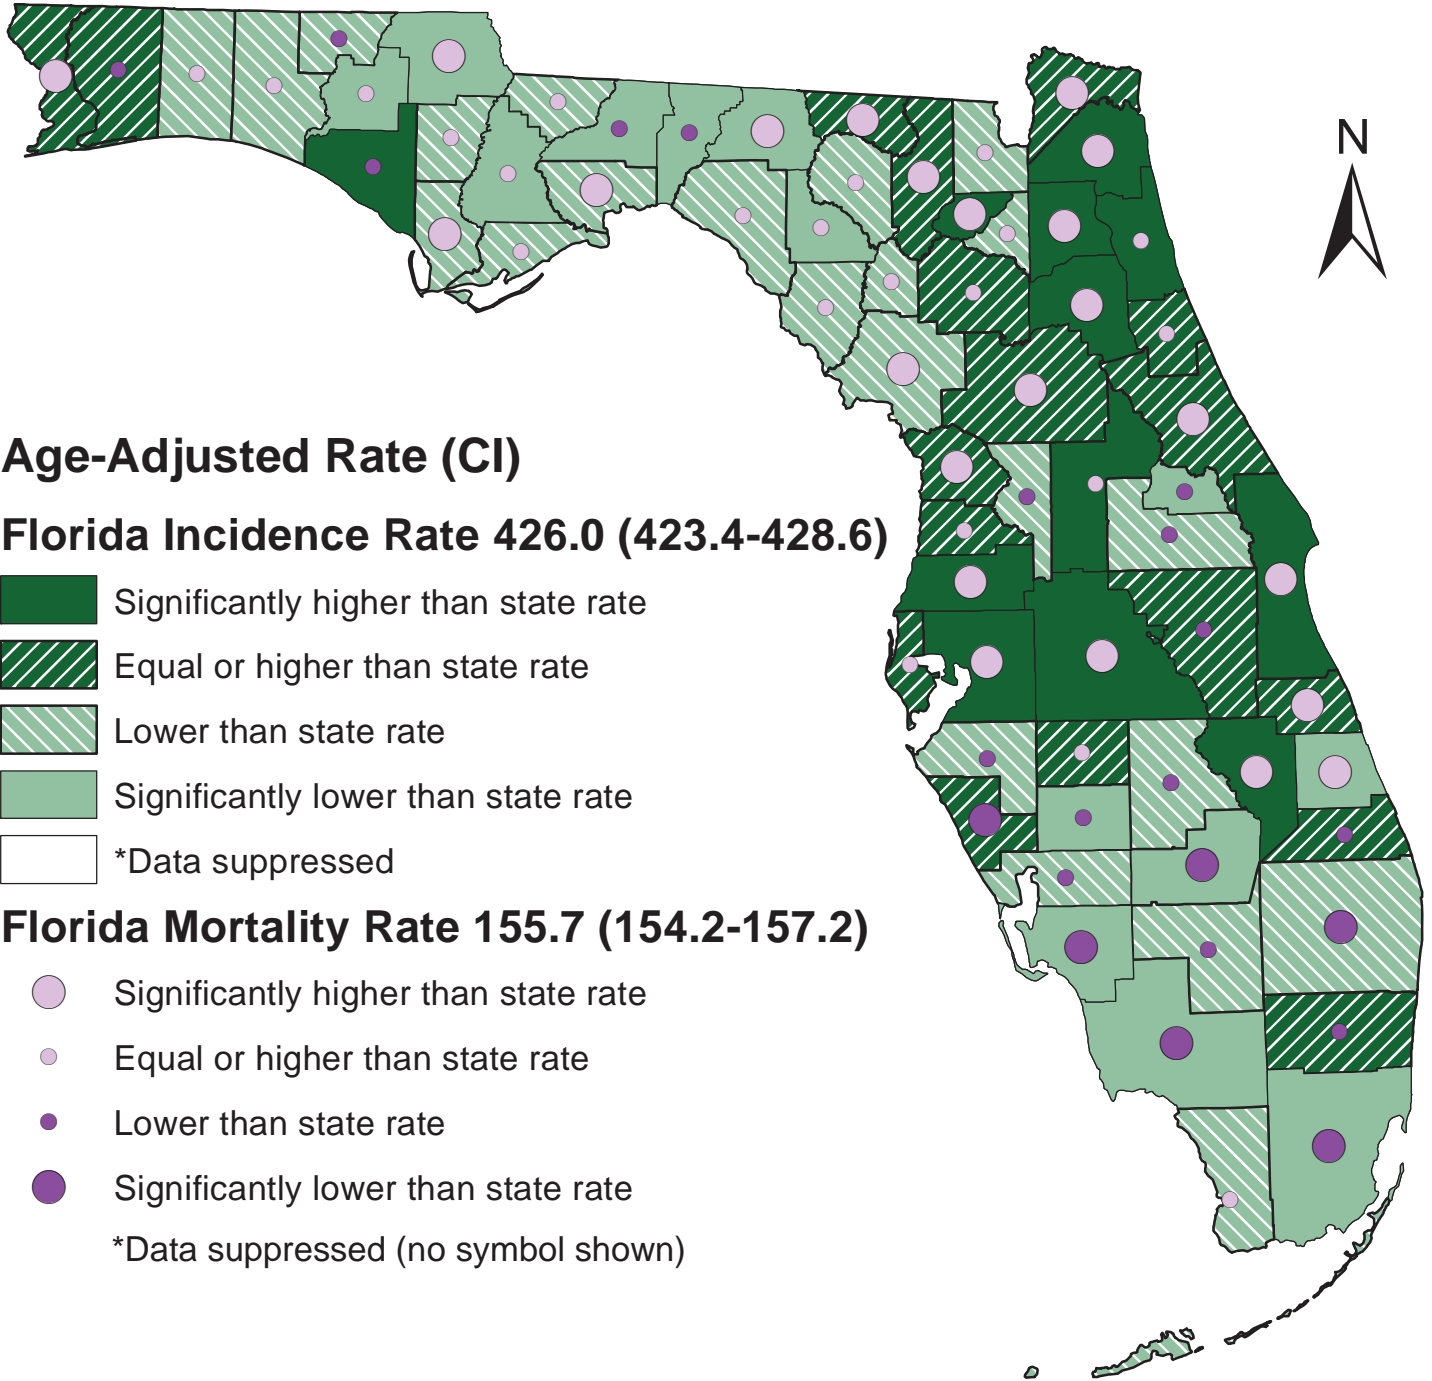 N
Age-Adjusted Rate (CI)
Florida Incidence Rate 426.0 (423.4-428.6)
Significantly higher than state rate
Equal or higher than state rate
Lower than state rate
Significantly lower than state rate
*Data suppressed
Florida Mortality Rate 155.7 (154.2-157.2)
Significantly higher than state rate
Equal or higher than state rate
Lower than state rate
Significantly lower than state rate
*Data suppressed (no symbol shown)